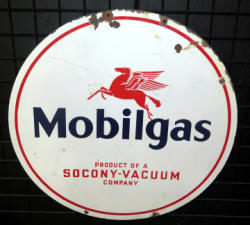 Mobilgas
PRODUCT OF A
SOCONY-VACUUM
COMPANY